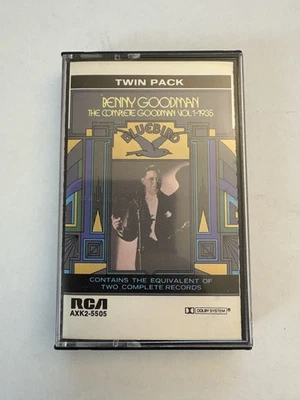 TWIN PACK
BENNY GOODMAN
THE COMPLETE GOODMAN VOL. 1-1935
BLUEBIRD
CONTAINS THE EQUIVALENT OF
TWO COMPLETE RECORDS
RCA
AXK2-5505
DOLBY SYSTEM®